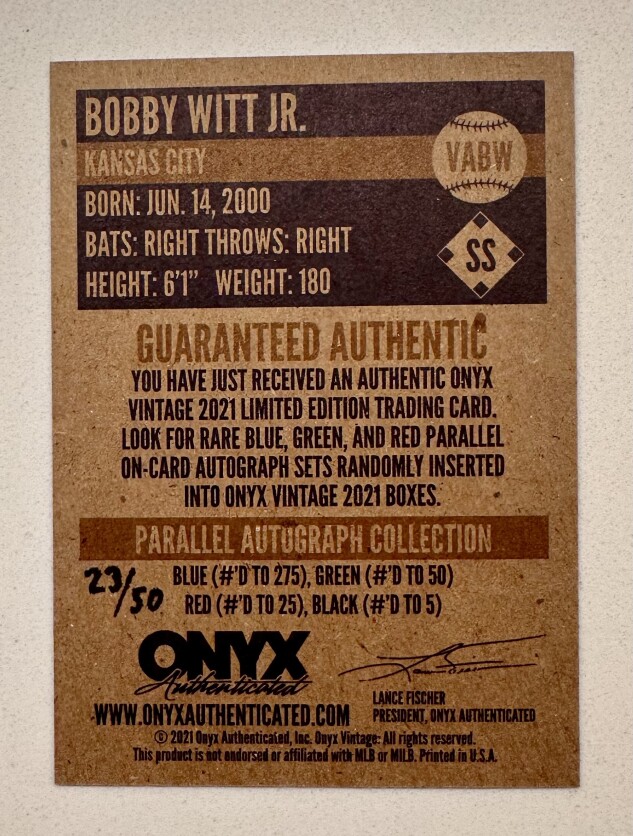 BOBBY WITT JR.
KANSAS CITY
VABW
BORN: JUN. 14, 2000
BATS: RIGHT THROWS: RIGHT
SS
HEIGHT: 6'1" WEIGHT: 180
GUARANTEED AUTHENTIC
YOU HAVE JUST RECEIVED AN AUTHENTIC ONYX
VINTAGE 2021 LIMITED EDITION TRADING CARD.
LOOK FOR RARE BLUE, GREEN, AND RED PARALLEL
ON-CARD AUTOGRAPH SETS RANDOMLY INSERTED
INTO ONYX VINTAGE 2021 BOXES.
PARALLEL AUTOGRAPH COLLECTION
23/50
BLUE (#'D TO 275), GREEN (#'D TO 50)
RED (#'D TO 25), BLACK (#'D TO 5)
ONYX
Authenticated
WWW.ONYXAUTHENTICATED.COM
LANCE FISCHER
PRESIDENT, ONYX AUTHENTICATED
© 2021 Onyx Authenticated, Inc. Onyx Vintage: All rights reserved.
This product is not endorsed or affiliated with MLB or MILB. Printed in U.S.A.